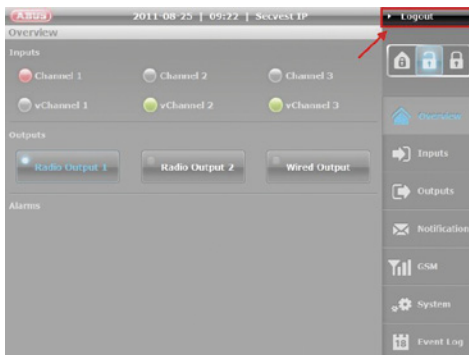 ABUS 2011-08-25 | 09:22 | Secvest IP Logout
Overview
Inputs
Channel 1 Channel 2 Channel 3
vChannel 1 vChannel 2 vChannel 3
Outputs
Radio Output 1 Radio Output 2 Wired Output
Alarms
Overview
Inputs
Outputs
Notification
GSM
System
Event Log